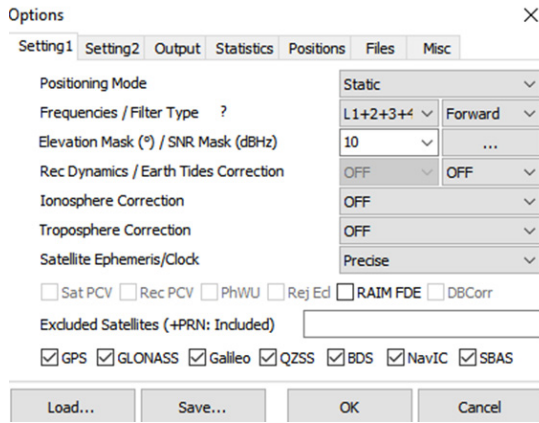 Options
Setting1 Setting2 Output Statistics Positions Files Misc
Positioning Mode Static
Frequencies / Filter Type ? L1+2+3+4 Forward
Elevation Mask (°) / SNR Mask (dBHz) 10 ...
Rec Dynamics / Earth Tides Correction OFF OFF
Ionosphere Correction OFF
Troposphere Correction OFF
Satellite Ephemeris/Clock Precise
Sat PCV Rec PCV PhWU Rej Ecl RAIM FDE DBCorr
Excluded Satellites (+PRN: Included)
GPS GLONASS Galileo QZSS BDS NavIC SBAS
Load... Save... OK Cancel